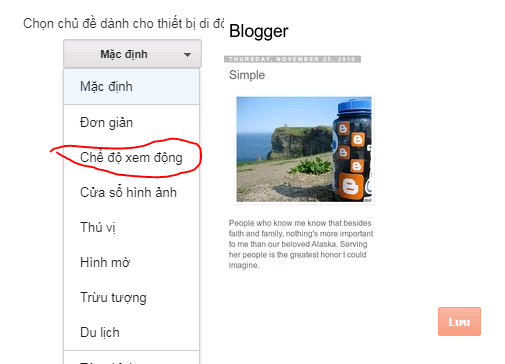 Chọn chủ đề dành cho thiết bị di độ
Mặc định
Mặc định
Đơn giản
Chế độ xem động
Cửa sổ hình ảnh
Thú vị
Hình mờ
Trừu tượng
Du lịch
Blogger
THURSDAY, NOVEMBER 25, 2010
Simple
People who know me know that besides
faith and family, nothing's more important
to me than our beloved Alaska. Serving
her people is the greatest honor I could
imagine.
Lưu